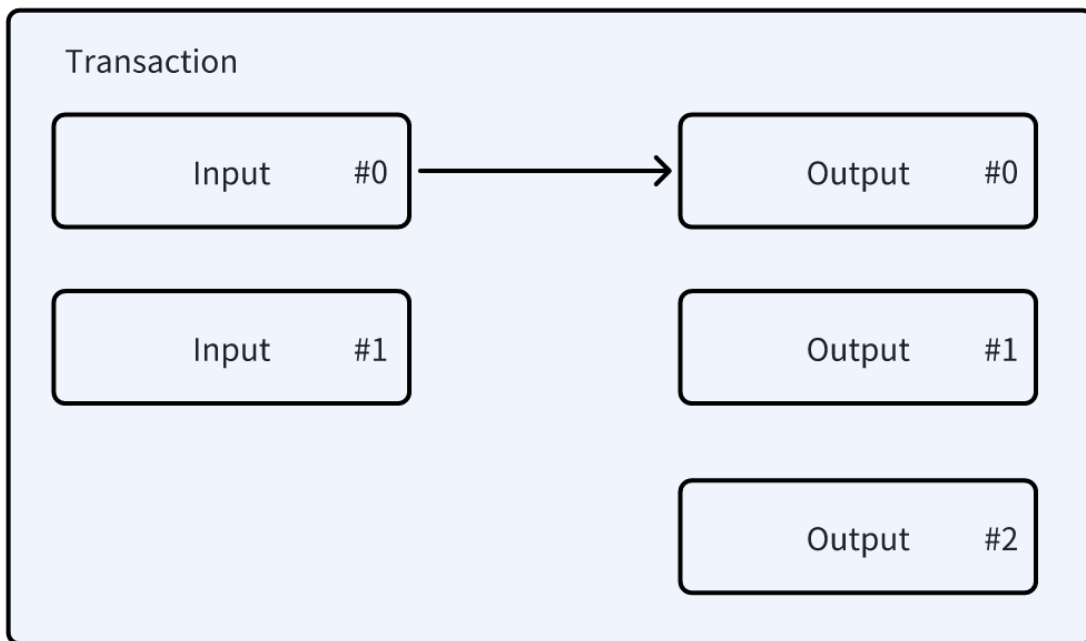 Transaction
Input #0
Output #0
Input #1
Output #1
Output #2